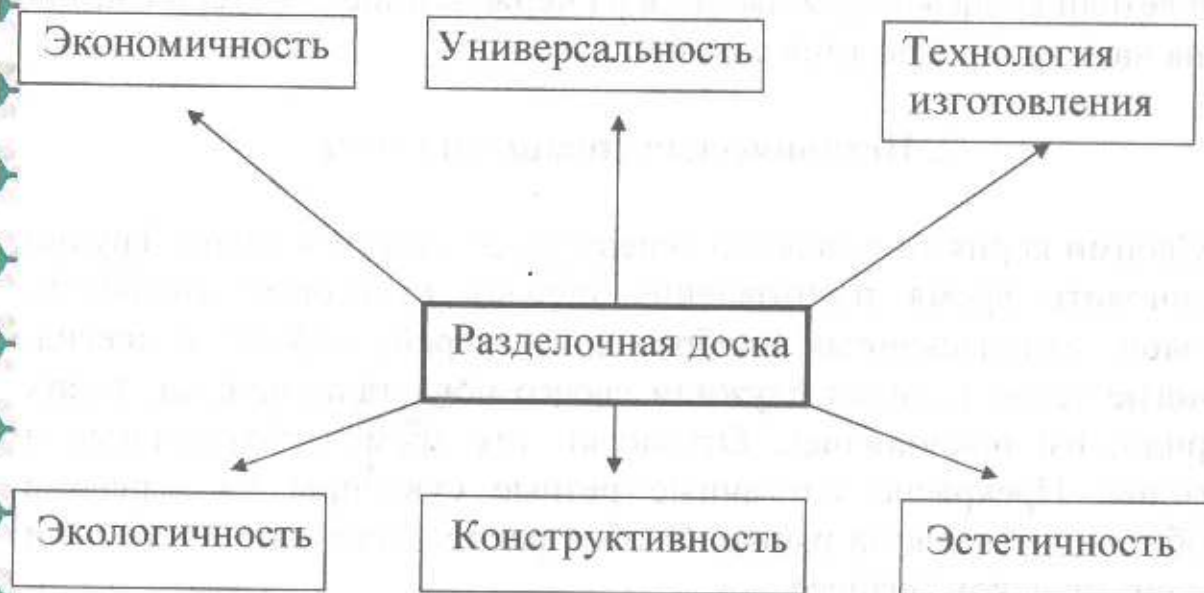 Экономичность
Универсальность
Технология
изготовления
Разделочная доска
Экологичность
Конструктивность
Эстетичность